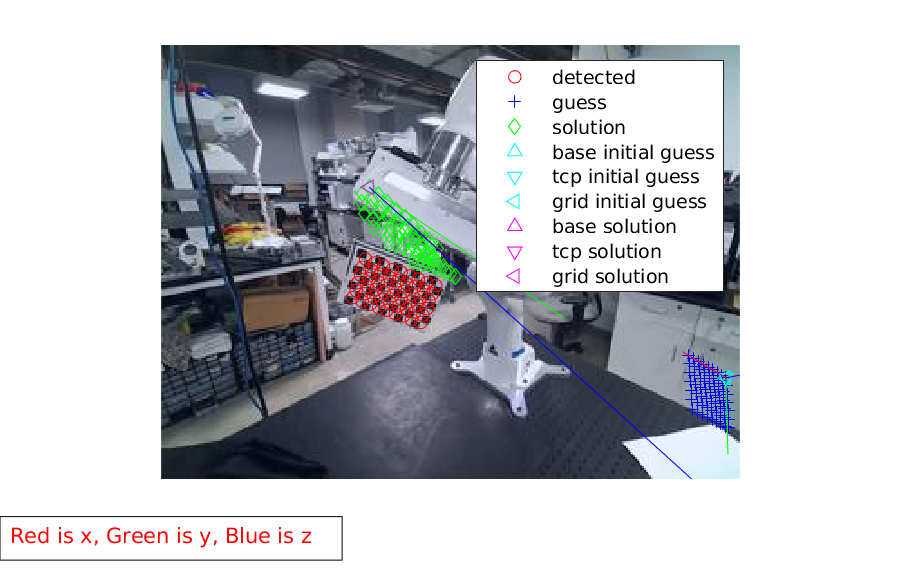 detected
guess
solution
base initial guess
tcp initial guess
grid initial guess
base solution
tcp solution
grid solution
Red is x, Green is y, Blue is z